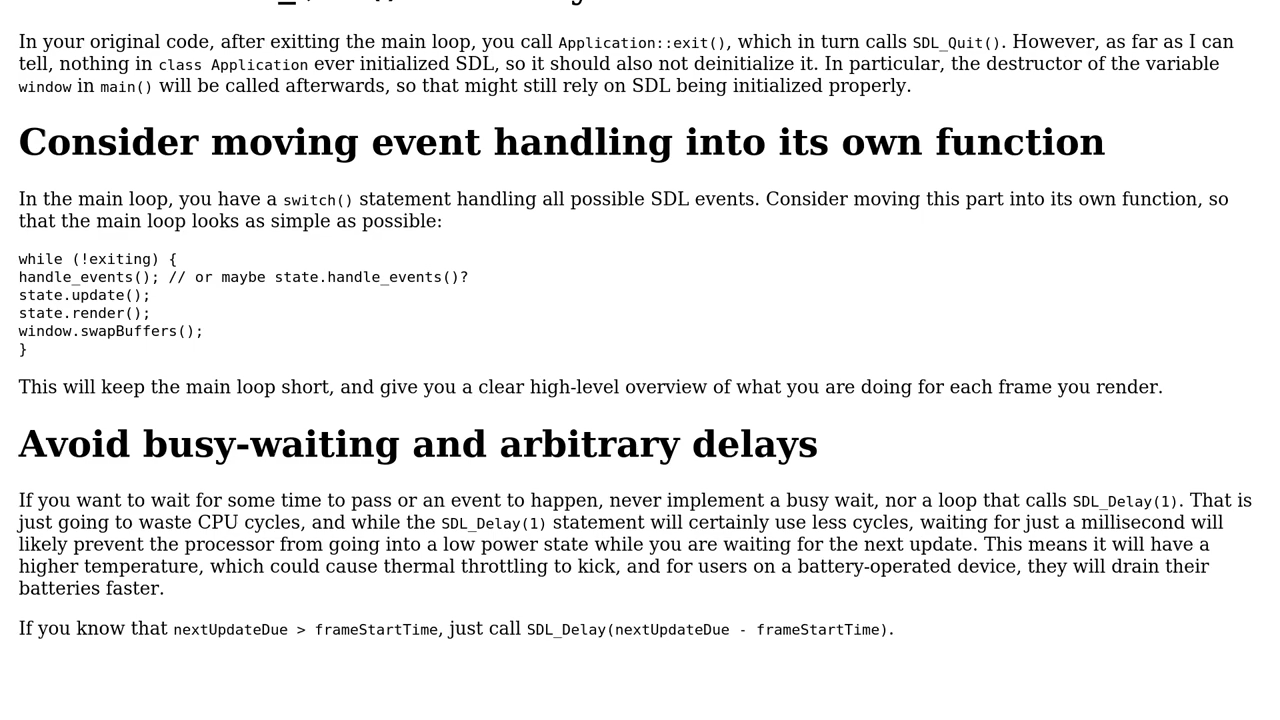 In your original code, after exitting the main loop, you call Application::exit(), which in turn calls SDL_Quit(). However, as far as I can
tell, nothing in class Application ever initialized SDL, so it should also not deinitialize it. In particular, the destructor of the variable
window in main() will be called afterwards, so that might still rely on SDL being initialized properly.
Consider moving event handling into its own function
In the main loop, you have a switch() statement handling all possible SDL events. Consider moving this part into its own function, so
that the main loop looks as simple as possible:
while (!exiting) {
handle_events(); // or maybe state.handle_events()?
state.update();
state.render();
window.swapBuffers();
}
This will keep the main loop short, and give you a clear high-level overview of what you are doing for each frame you render.
Avoid busy-waiting and arbitrary delays
If you want to wait for some time to pass or an event to happen, never implement a busy wait, nor a loop that calls SDL_Delay(1). That is
just going to waste CPU cycles, and while the SDL_Delay(1) statement will certainly use less cycles, waiting for just a millisecond will
likely prevent the processor from going into a low power state while you are waiting for the next update. This means it will have a
higher temperature, which could cause thermal throttling to kick, and for users on a battery-operated device, they will drain their
batteries faster.
If you know that nextUpdateDue > frameStartTime, just call SDL_Delay(nextUpdateDue - frameStartTime).